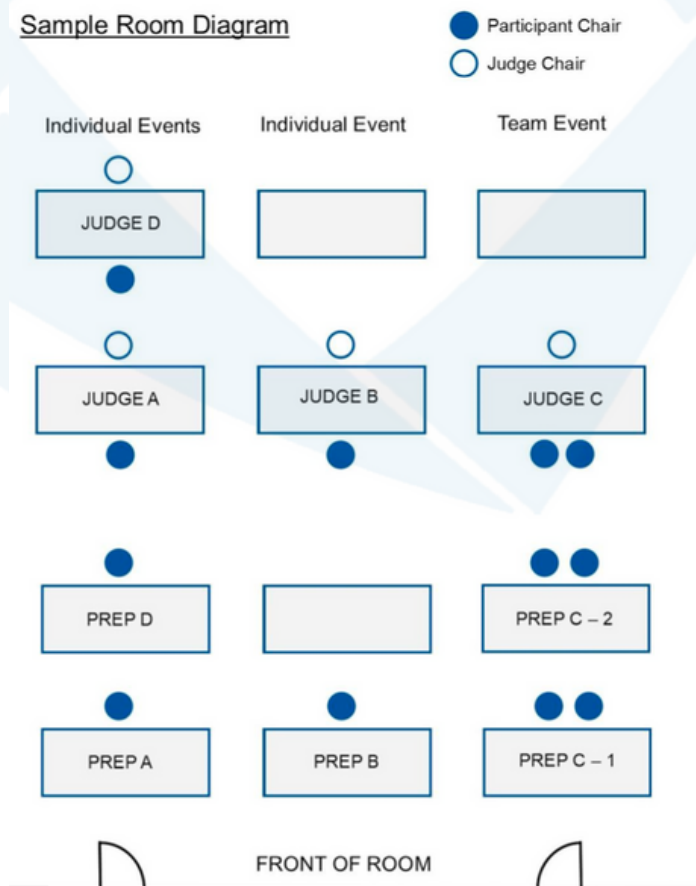 Sample Room Diagram
Participant Chair
Judge Chair
Individual Events
Individual Event
Team Event
JUDGE D
JUDGE A
JUDGE B
JUDGE C
PREP D
PREP C – 2
PREP A
PREP B
PREP C – 1
FRONT OF ROOM